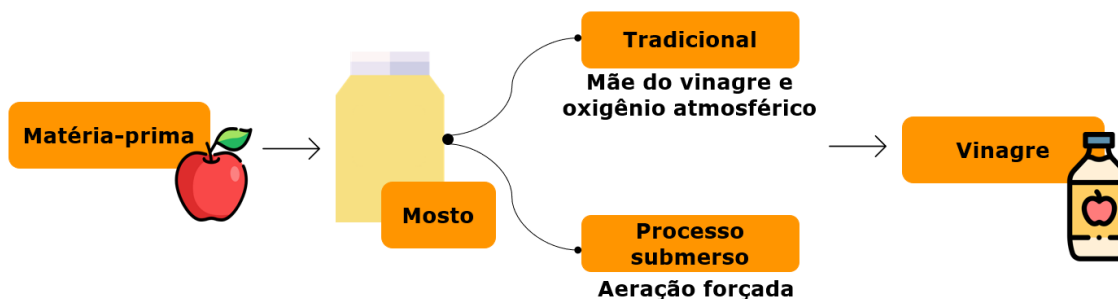 Matéria-prima
Mosto
Tradicional
Mãe do vinagre e
oxigênio atmosférico
Processo
submerso
Aeração forçada
Vinagre